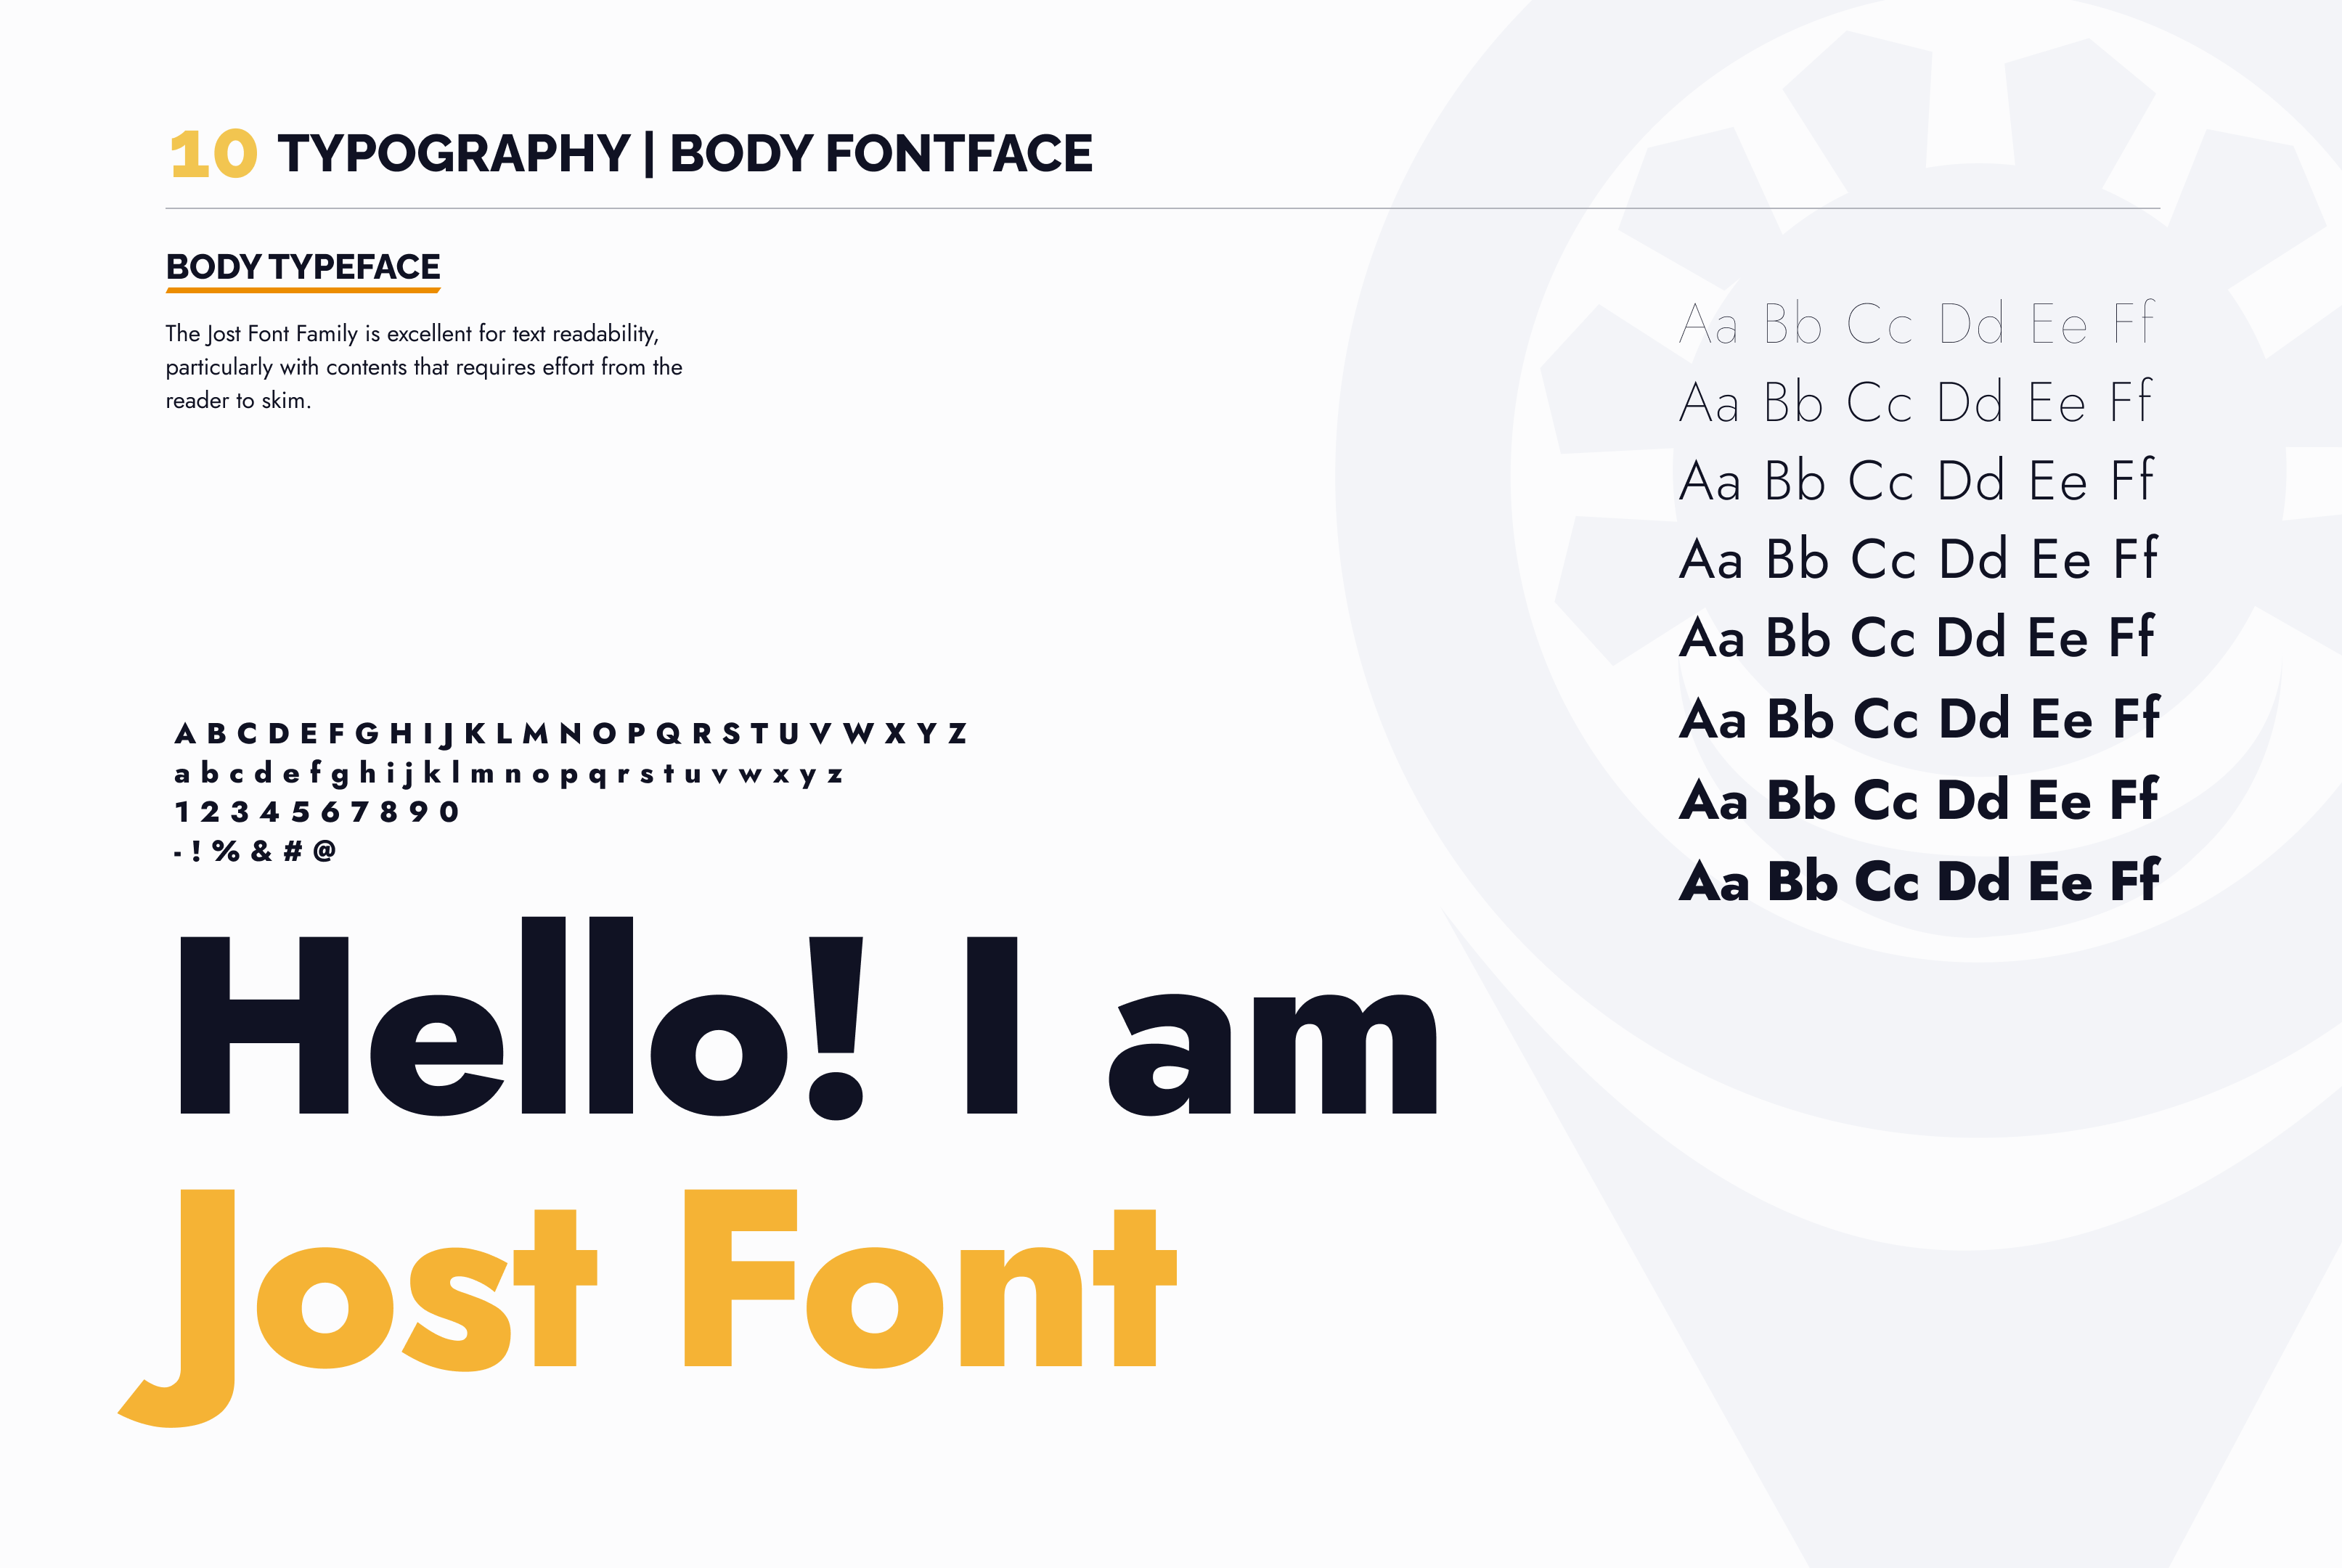 10 TYPOGRAPHY | BODY FONTFACE
BODY TYPEFACE
The Jost Font Family is excellent for text readability,
particularly with contents that requires effort from the
reader to skim.
Aa Bb Cc Dd Ee Ff
Aa Bb Cc Dd Ee Ff
Aa Bb Cc Dd Ee Ff
Aa Bb Cc Dd Ee Ff
Aa Bb Cc Dd Ee Ff
Aa Bb Cc Dd Ee Ff
Aa Bb Cc Dd Ee Ff
Aa Bb Cc Dd Ee Ff
A B C D E F G H I J K L M N O P Q R S T U V W X Y Z
a b c d e f g h i j k l m n o p q r s t u v w x y z
1 2 3 4 5 6 7 8 9 0
- ! % & # @
Hello! I am
Jost Font